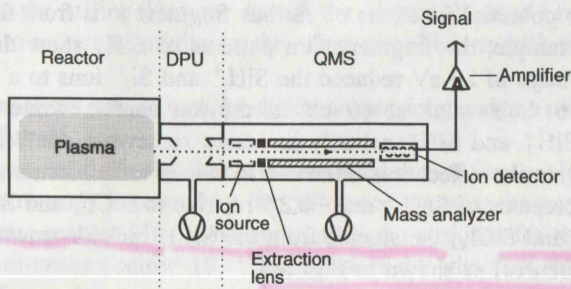 Signal
Reactor
DPU
QMS
Amplifier
Plasma
Ion detector
Ion
source
Mass analyzer
Extraction
lens